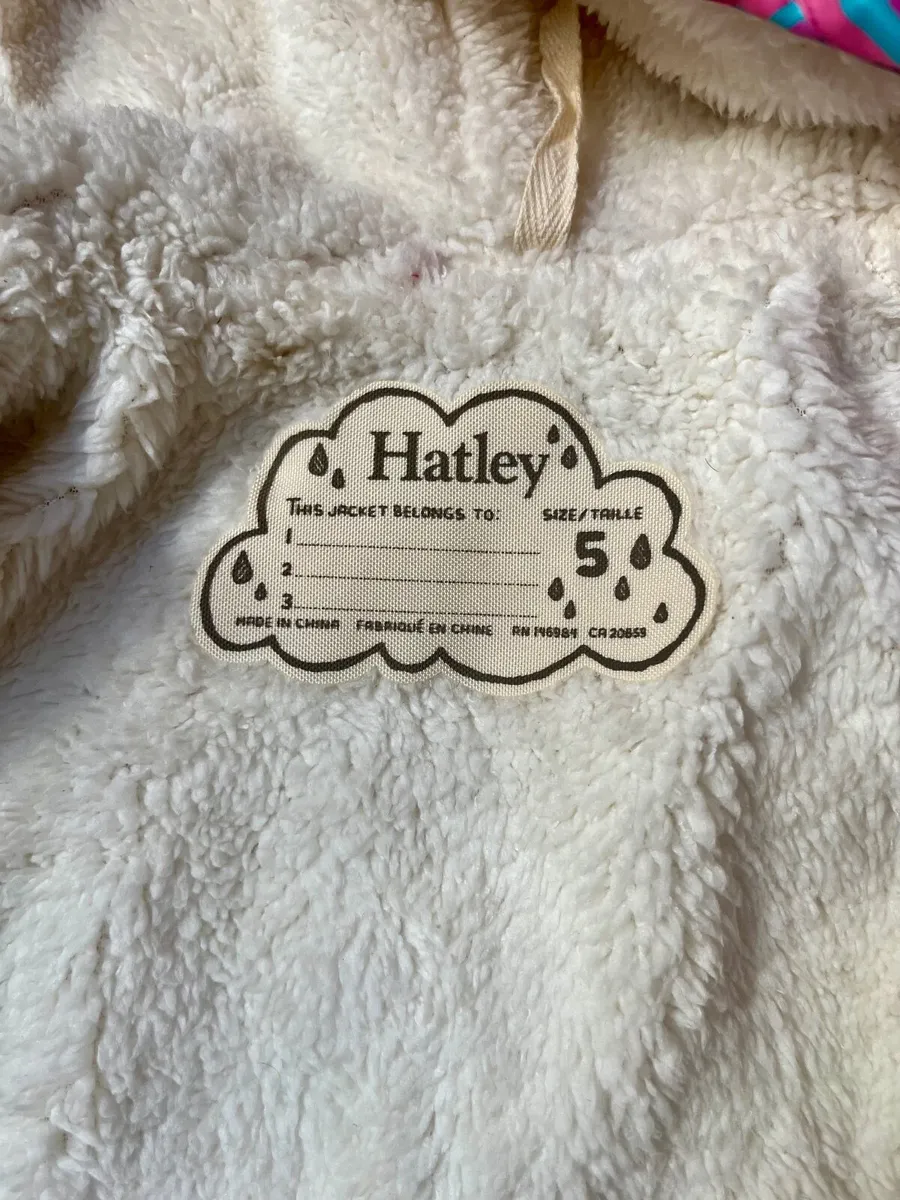 Hatley
THIS JACKET BELONGS TO: SIZE/TAILLE
1
5
2
3
MADE IN CHINA FABRIQUÉ EN CHINE RN 146984 CA 20859